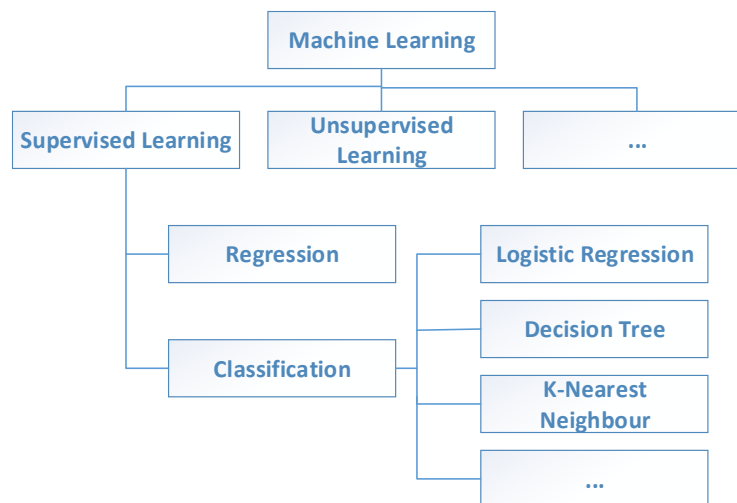 Machine Learning
Supervised Learning
Unsupervised
Learning
...
Regression
Classification
Logistic Regression
Decision Tree
K-Nearest
Neighbour
...